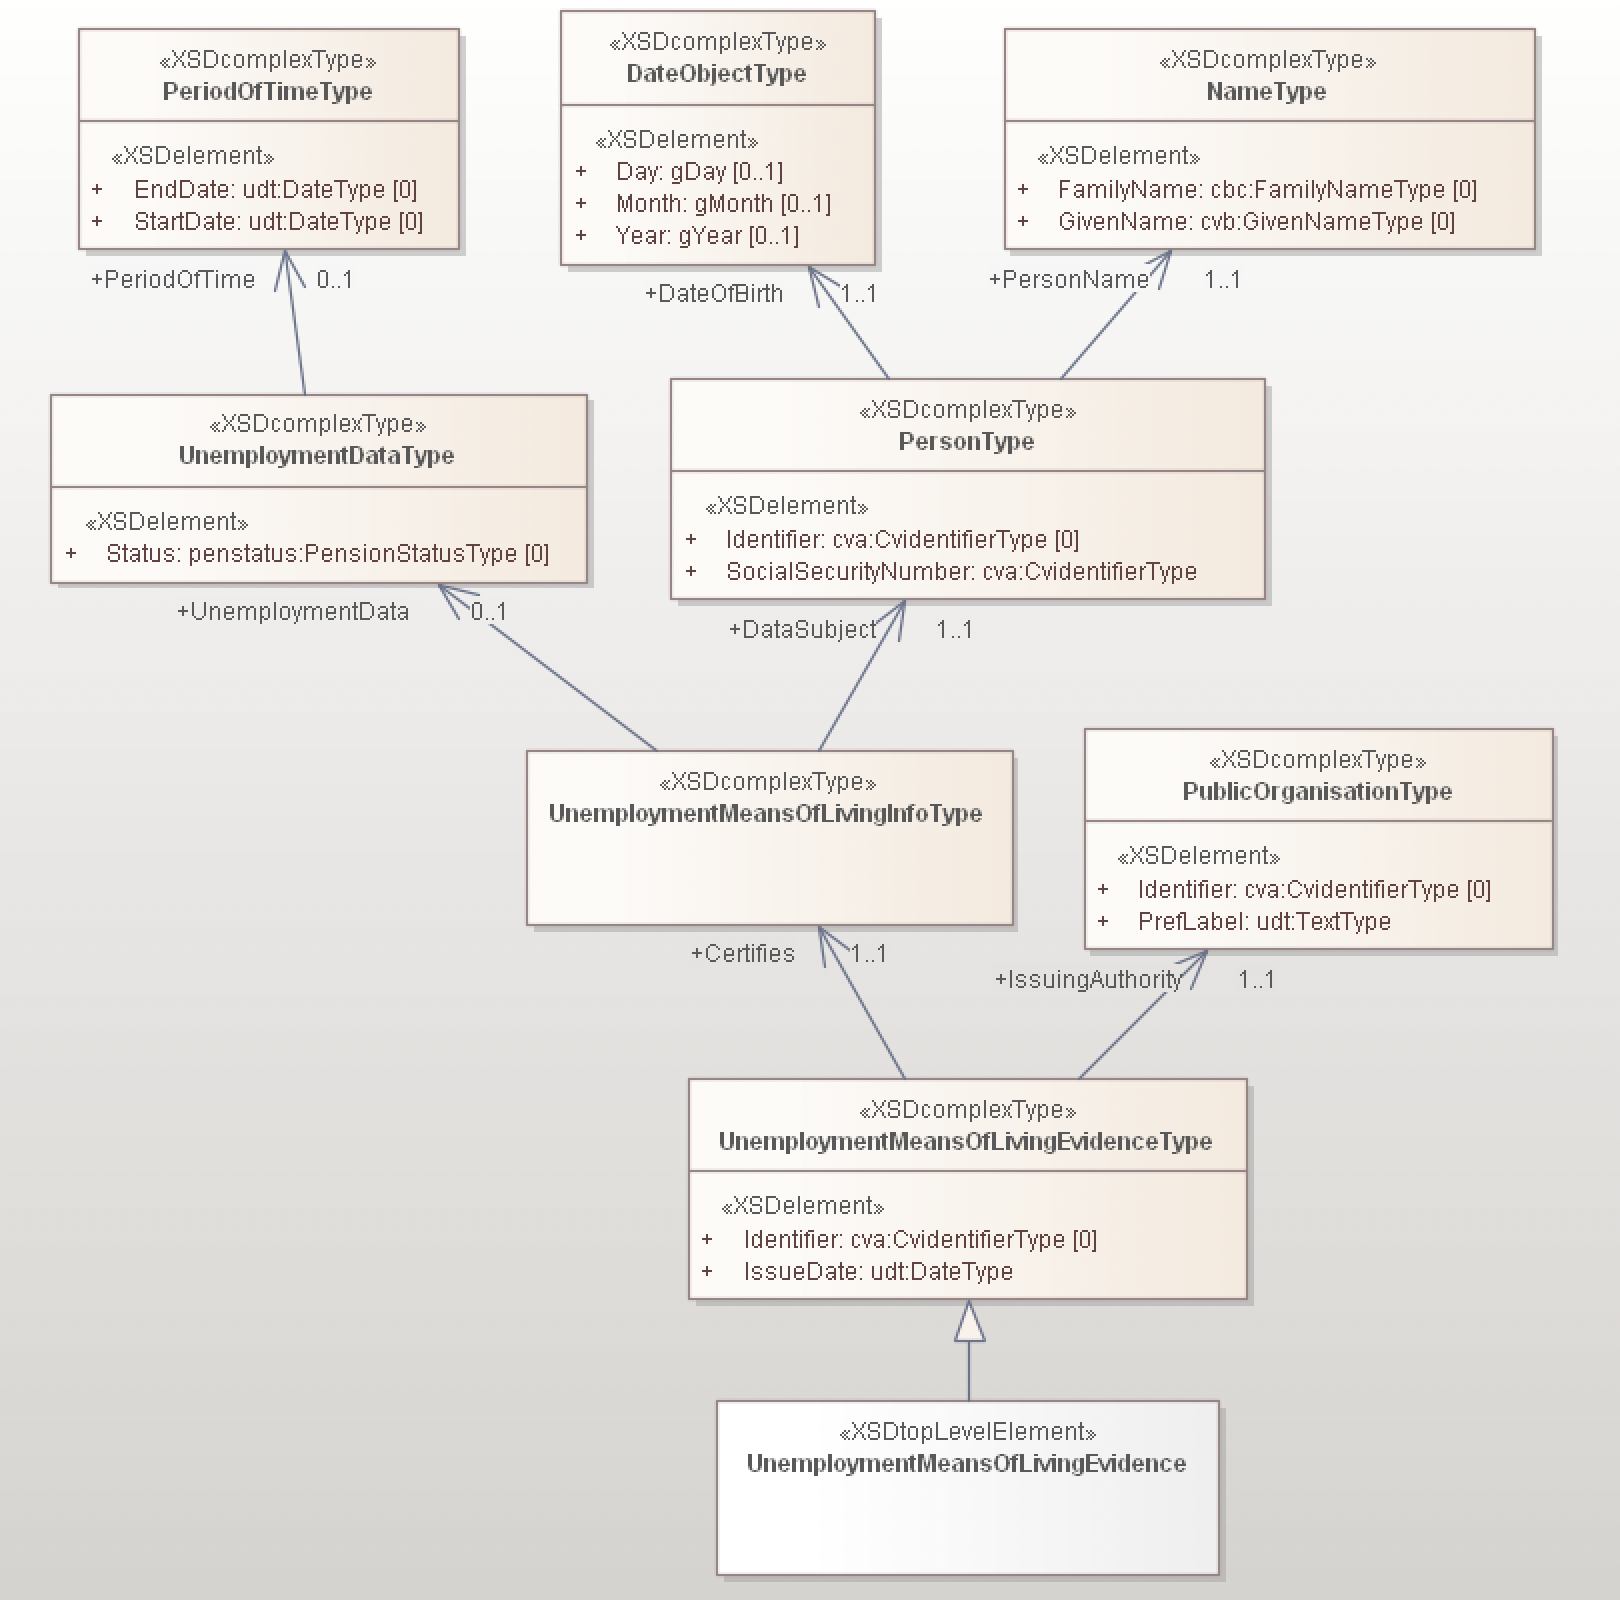 «XSDcomplexType»
PeriodOfTimeType
«XSDelement»
+ EndDate: udt:DateType [0]
+ StartDate: udt:DateType [0]
«XSDcomplexType»
DateObjectType
«XSDelement»
+ Day: gDay [0..1]
+ Month: gMonth [0..1]
+ Year: gYear [0..1]
«XSDcomplexType»
NameType
«XSDelement»
+ FamilyName: cbc:FamilyNameType [0]
+ GivenName: cvb:GivenNameType [0]
+PeriodOfTime 0..1
+DateOfBirth 1..1
+PersonName 1..1
«XSDcomplexType»
UnemploymentDataType
«XSDelement»
+ Status: penstatus:PensionStatusType [0]
«XSDcomplexType»
PersonType
«XSDelement»
+ Identifier: cva:CvidentifierType [0]
+ SocialSecurityNumber: cva:CvidentifierType
+UnemploymentData 0..1
+DataSubject 1..1
«XSDcomplexType»
UnemploymentMeansOfLivingInfoType
«XSDcomplexType»
PublicOrganisationType
«XSDelement»
+ Identifier: cva:CvidentifierType [0]
+ PrefLabel: udt:TextType
+Certifies 1..1
+IssuingAuthority 1..1
«XSDcomplexType»
UnemploymentMeansOfLivingEvidenceType
«XSDelement»
+ Identifier: cva:CvidentifierType [0]
+ IssueDate: udt:DateType
«XSDtopLevelElement»
UnemploymentMeansOfLivingEvidence